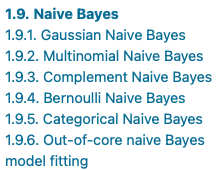 1.9. Naive Bayes
1.9.1. Gaussian Naive Bayes
1.9.2. Multinomial Naive Bayes
1.9.3. Complement Naive Bayes
1.9.4. Bernoulli Naive Bayes
1.9.5. Categorical Naive Bayes
1.9.6. Out-of-core naive Bayes
model fitting